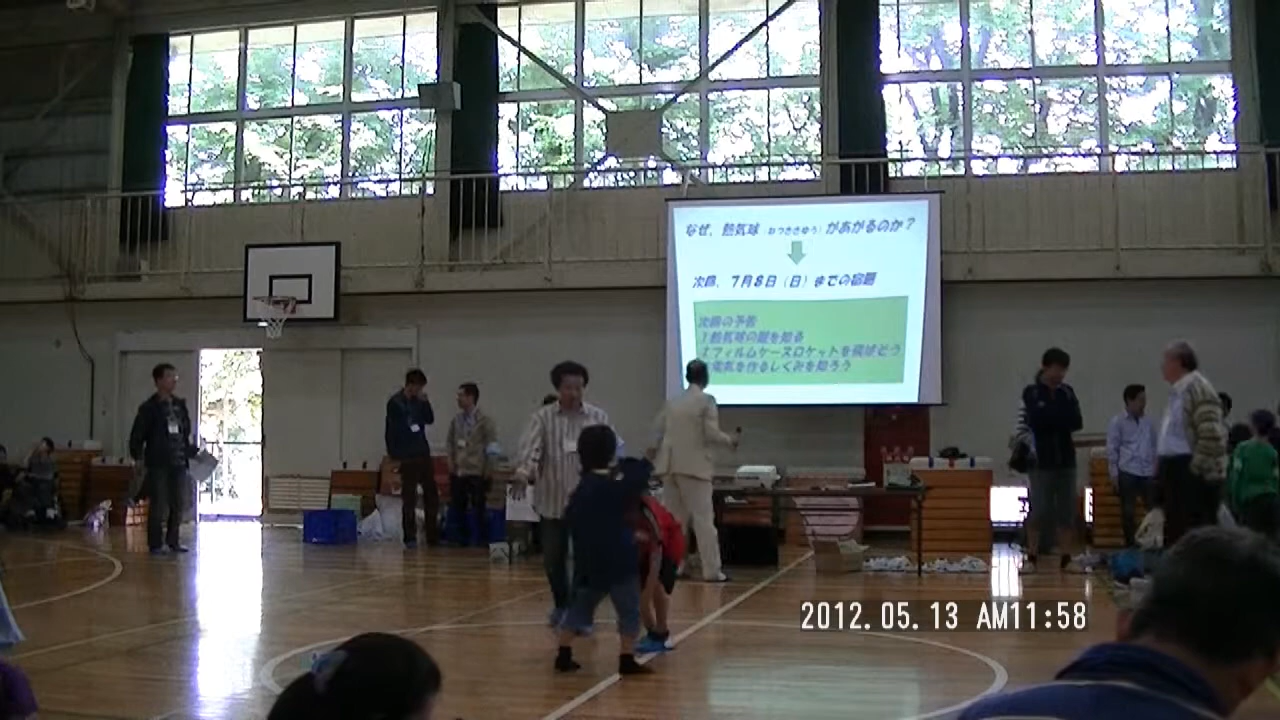 なぜ、熱気球(ねつききゅう)があがるのか?
次回、7月8日(日)までの宿題
次回の予告
1熱気球の謎を知る
2フィルムケースロケットを飛ばそう
電気を作るしくみを知ろう
2012.05.13 AM11:58